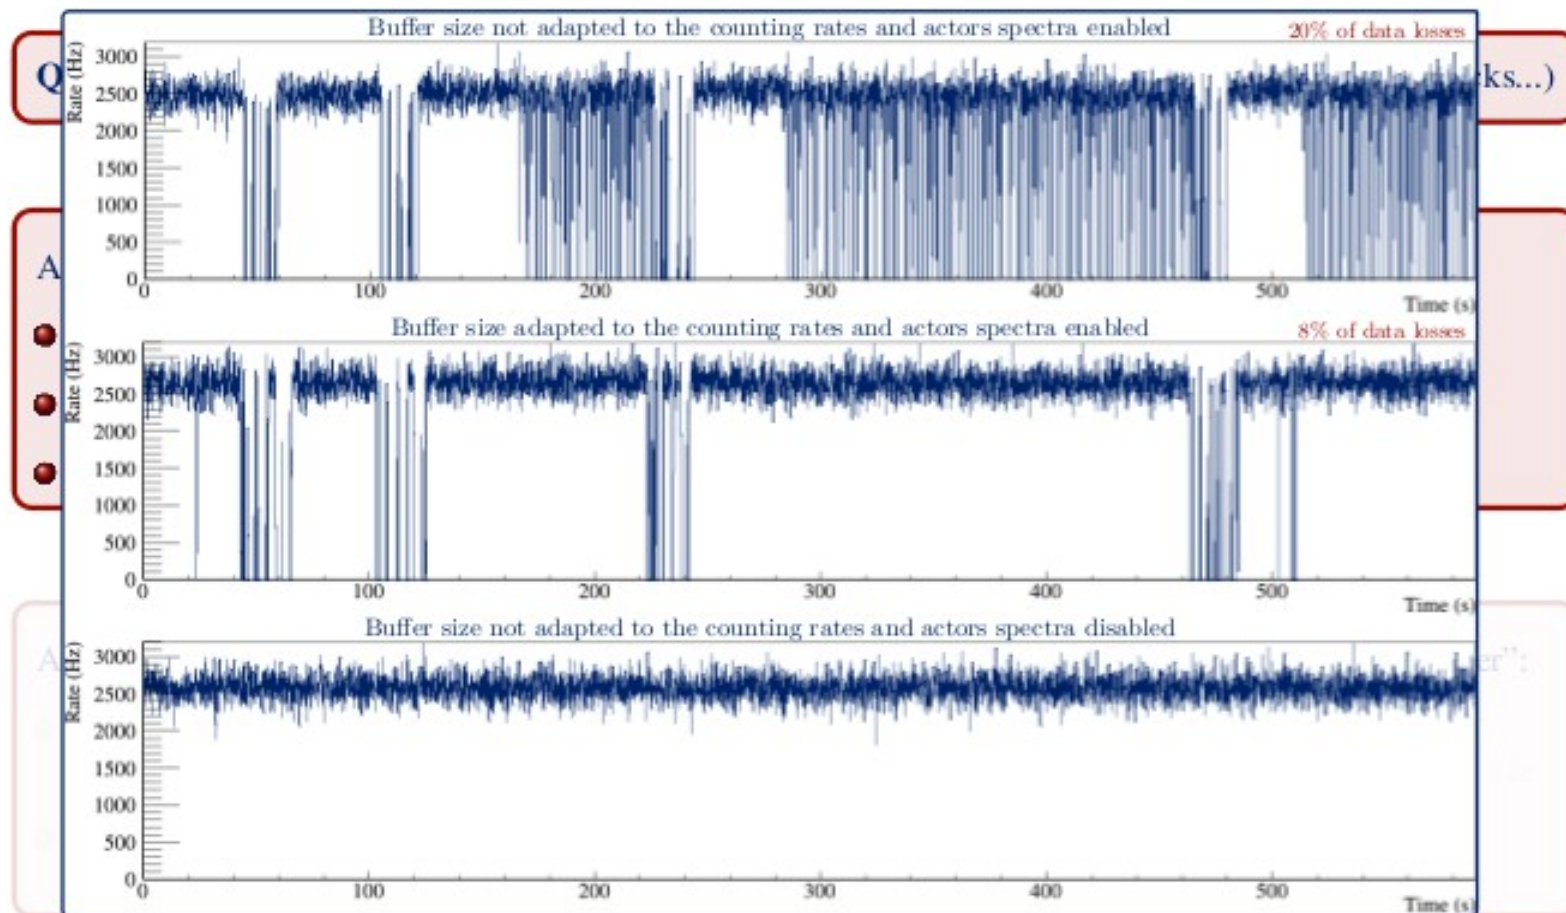 Buffer size not adapted to the counting rates and actors spectra enabled
20% of data losses
Q
cks...)
Rate (Hz)
3000
2500
2000
1500
1000
500
0
0 100 200 300 400 500
Time (s)
A
Buffer size adapted to the counting rates and actors spectra enabled
8% of data losses
Rate (Hz)
3000
2500
2000
1500
1000
500
0
0 100 200 300 400 500
Time (s)
Buffer size not adapted to the counting rates and actors spectra disabled
A
er":
Rate (Hz)
3000
2500
2000
1500
1000
500
0
0 100 200 300 400 500
Time (s)